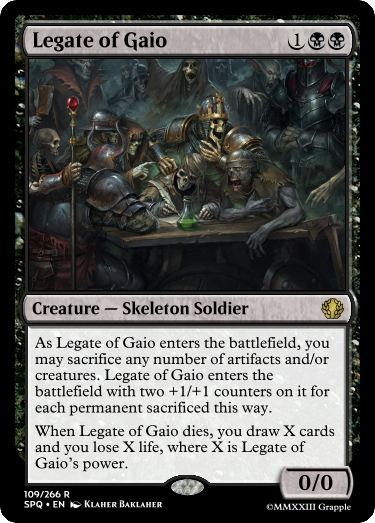 Legate of Gaio 1
Creature — Skeleton Soldier
As Legate of Gaio enters the battlefield, you
may sacrifice any number of artifacts and/or
creatures. Legate of Gaio enters the
battlefield with two +1/+1 counters on it for
each permanent sacrificed this way.
When Legate of Gaio dies, you draw X cards
and you lose X life, where X is Legate of
Gaio's power.
0/0
109/266 R
SPQ • EN Klaher Baklaher
©MMXXIII Grapple